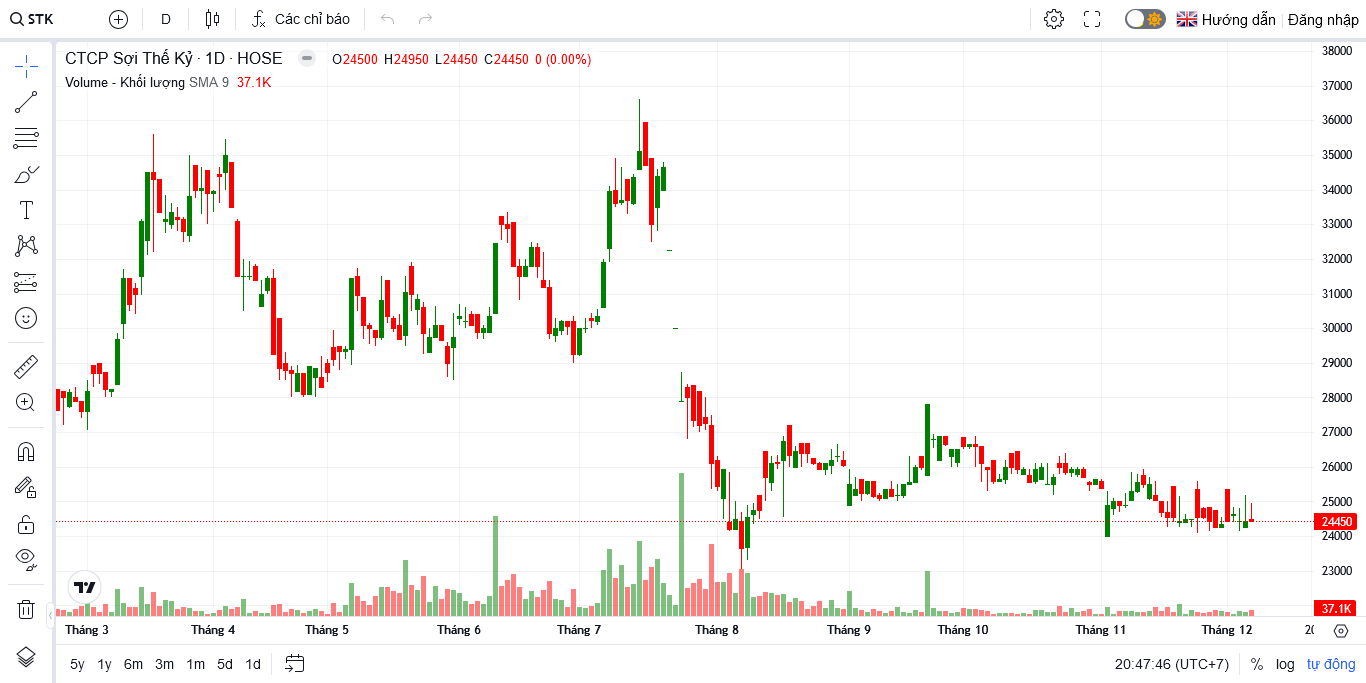 STK D Các chỉ báo Hướng dẫn Đăng nhập
CTCP Sợi Thế Kỷ · 1D · HOSE O24500 H24950 L24450 C24450 0 (0.00%)
Volume - Khối lượng SMA 9 37.1K
38000
37000
36000
35000
34000
33000
32000
31000
30000
29000
28000
27000
26000
25000
24450
24000
23000
37.1K
Tháng 3 Tháng 4 Tháng 5 Tháng 6 Tháng 7 Tháng 8 Tháng 9 Tháng 10 Tháng 11 Tháng 12
5y 1y 6m 3m 1m 5d 1d 20:47:46 (UTC+7) % log tự động